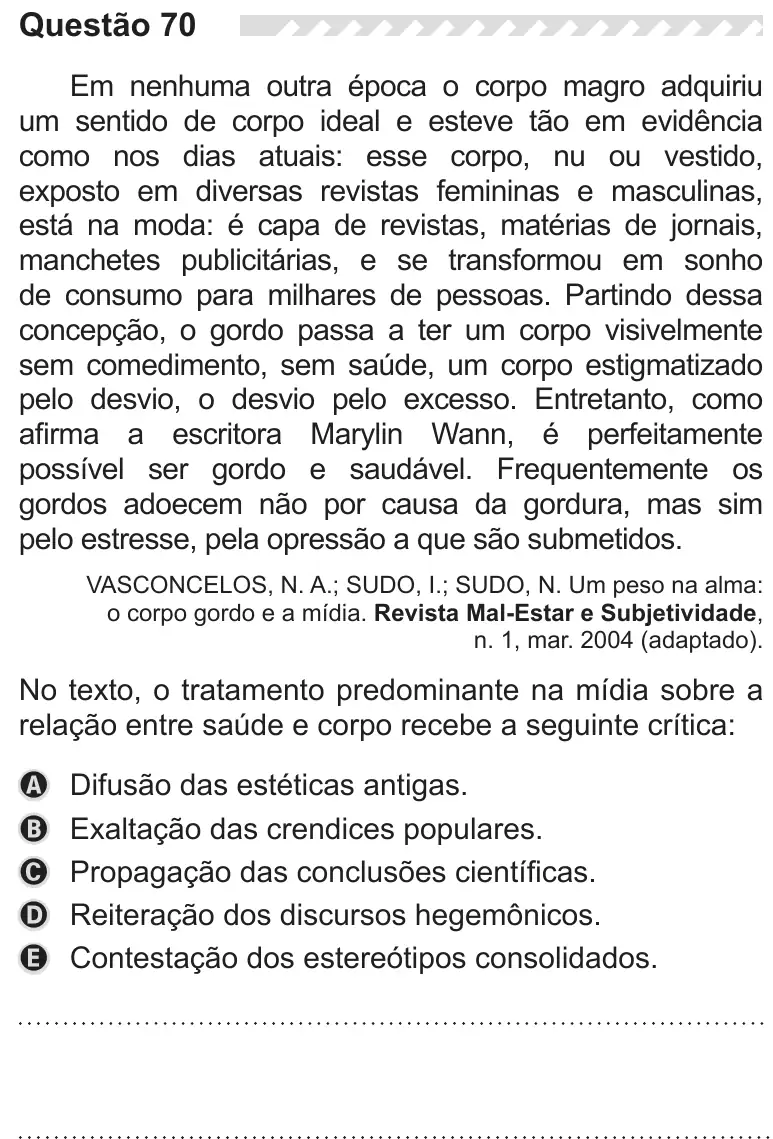 Questão 70
Em nenhuma outra época o corpo magro adquiriu
um sentido de corpo ideal e esteve tão em evidência
como nos dias atuais: esse corpo, nu ou vestido,
exposto em diversas revistas femininas e masculinas,
está na moda: é capa de revistas, matérias de jornais,
manchetes publicitárias, e se transformou em sonho
de consumo para milhares de pessoas. Partindo dessa
concepção, o gordo passa a ter um corpo visivelmente
sem comedimento, sem saúde, um corpo estigmatizado
pelo desvio, o desvio pelo excesso. Entretanto, como
afirma a escritora Marylin Wann, é perfeitamente
possível ser gordo e saudável. Frequentemente os
gordos adoecem não por causa da gordura, mas sim
pelo estresse, pela opressão a que são submetidos.
VASCONCELOS, N. A.; SUDO, I.; SUDO, N. Um peso na alma:
o corpo gordo e a mídia. Revista Mal-Estar e Subjetividade,
n. 1, mar. 2004 (adaptado).
No texto, o tratamento predominante na mídia sobre a
relação entre saúde e corpo recebe a seguinte crítica:
A Difusão das estéticas antigas.
B Exaltação das crendices populares.
C Propagação das conclusões científicas.
D Reiteração dos discursos hegemônicos.
E Contestação dos estereótipos consolidados.